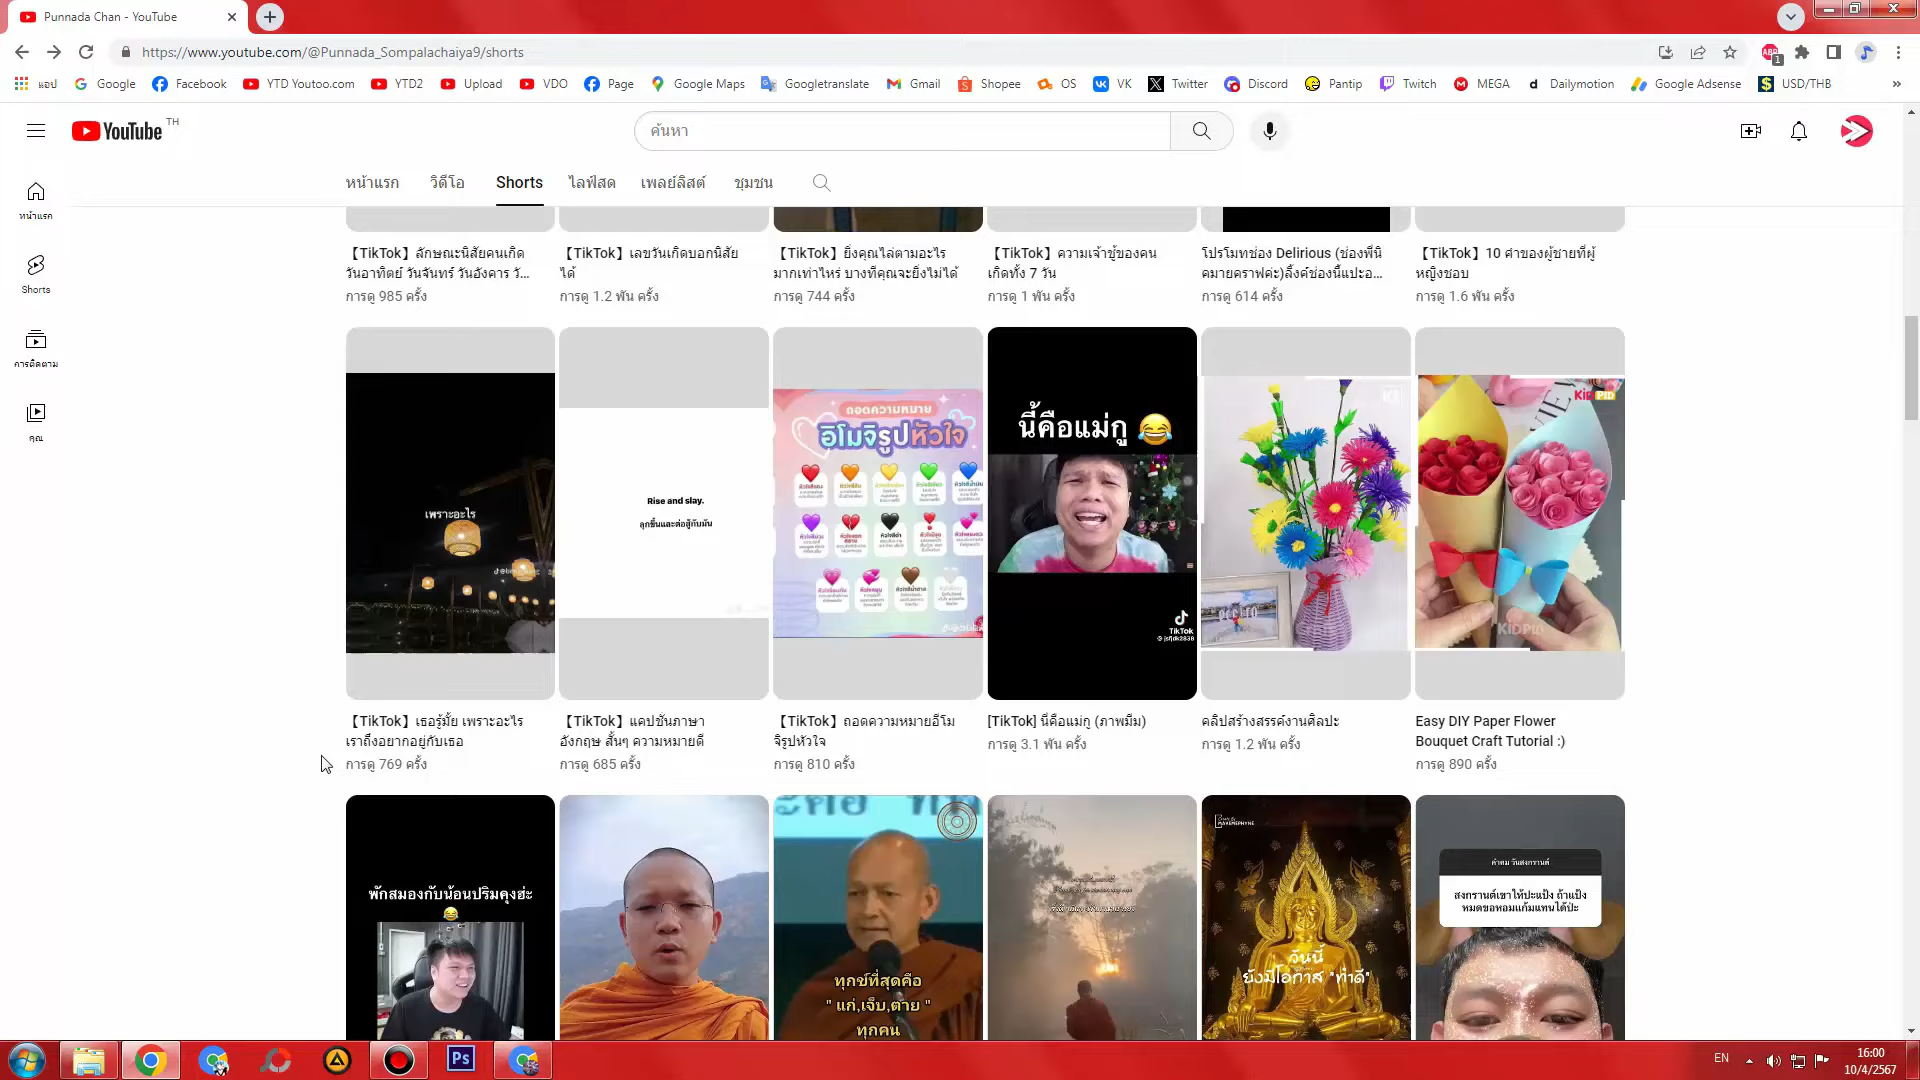 Punnada Chan - YouTube
https://www.youtube.com/@Punnada_Sompalachaiya9/shorts
แอป Google Facebook YTD Youtoo.com YTD2 Upload VDO Page Google Maps Googletranslate Gmail Shopee OS VK Twitter Discord Pantip Twitch MEGA Dailymotion Google Adsense USD/THB »
YouTube TH
ค้นหา
หน้าแรก วิดีโอ Shorts ไลฟ์สด เพลย์ลิสต์ ชุมชน
หน้าแรก
Shorts
การติดตาม
คุณ
【TikTok】ลักษณะนิสัยคนเกิด
วันอาทิตย์ วันจันทร์ วันอังคาร วั...
การดู 985 ครั้ง
【TikTok】เลขวันเกิดบอกนิสัย
ได้
การดู 1.2 พัน ครั้ง
【TikTok】ยิ่งคุณไล่ตามอะไร
มากเท่าไหร่ บางทีคุณจะยิ่งไม่ได้
การดู 744 ครั้ง
【TikTok】ความเจ้าชู้ของคน
เกิดทั้ง 7 วัน
การดู 1 พัน ครั้ง
โปรโมทช่อง Delirious (ช่องพี่นิ
คมายคราฟค่ะ)ลิ้งค์ช่องนี้แปะอ...
การดู 614 ครั้ง
【TikTok】10 คำของผู้ชายที่ผู้
หญิงชอบ
การดู 1.6 พัน ครั้ง
เพราะอะไร
Rise and slay.
ลุกขึ้นและต่อสู้กับมัน
ถอดความหมาย
อิโมจิรูปหัวใจ
นี้คือแม่กู 😂
TikTok
KiDPID
KiDPID
【TikTok】เธอรู้มั้ย เพราะอะไร
เราถึงอยากอยู่กับเธอ
การดู 769 ครั้ง
【TikTok】แคปชั่นภาษา
อังกฤษ สั้นๆ ความหมายดี
การดู 685 ครั้ง
【TikTok】ถอดความหมายอีโม
จิรูปหัวใจ
การดู 810 ครั้ง
[TikTok] นี่คือแม่กู (ภาพมีม)
การดู 3.1 พัน ครั้ง
คลิปสร้างสรรค์งานศิลปะ
การดู 1.2 พัน ครั้ง
Easy DIY Paper Flower
Bouquet Craft Tutorial :)
การดู 890 ครั้ง
พักสมองกับน้อนปริมคุงฮ่ะ
😂
ทุกข์ที่สุดคือ
" แก่,เจ็บ,ตาย "
ทุกคน
วันนี้
ยังมีโอกาส "ทำดี"
คำคม วันสงกรานต์
สงกรานต์เขาให้ปะแป้ง ถ้าแป้ง
หมดขอหอมแก้มแทนได้ป่ะ
Ps
EN
16:00
10/4/2567